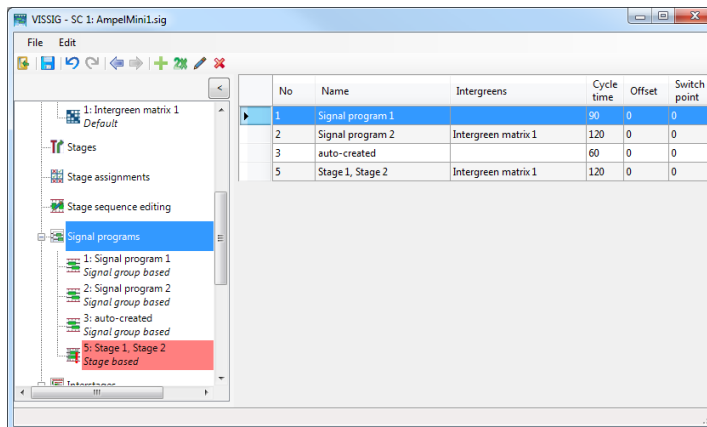 VISSIG - SC 1: AmpelMini1.sig
File Edit
<
1: Intergreen matrix 1
Default
Stages
Stage assignments
Stage sequence editing
Signal programs
1: Signal program 1
Signal group based
2: Signal program 2
Signal group based
3: auto-created
Signal group based
5: Stage 1, Stage 2
Stage based
Interstages
No Name Intergreens Cycle time Offset Switch point
1 Signal program 1 90 0 0
2 Signal program 2 Intergreen matrix 1 120 0 0
3 auto-created 60 0 0
5 Stage 1, Stage 2 Intergreen matrix 1 120 0 0